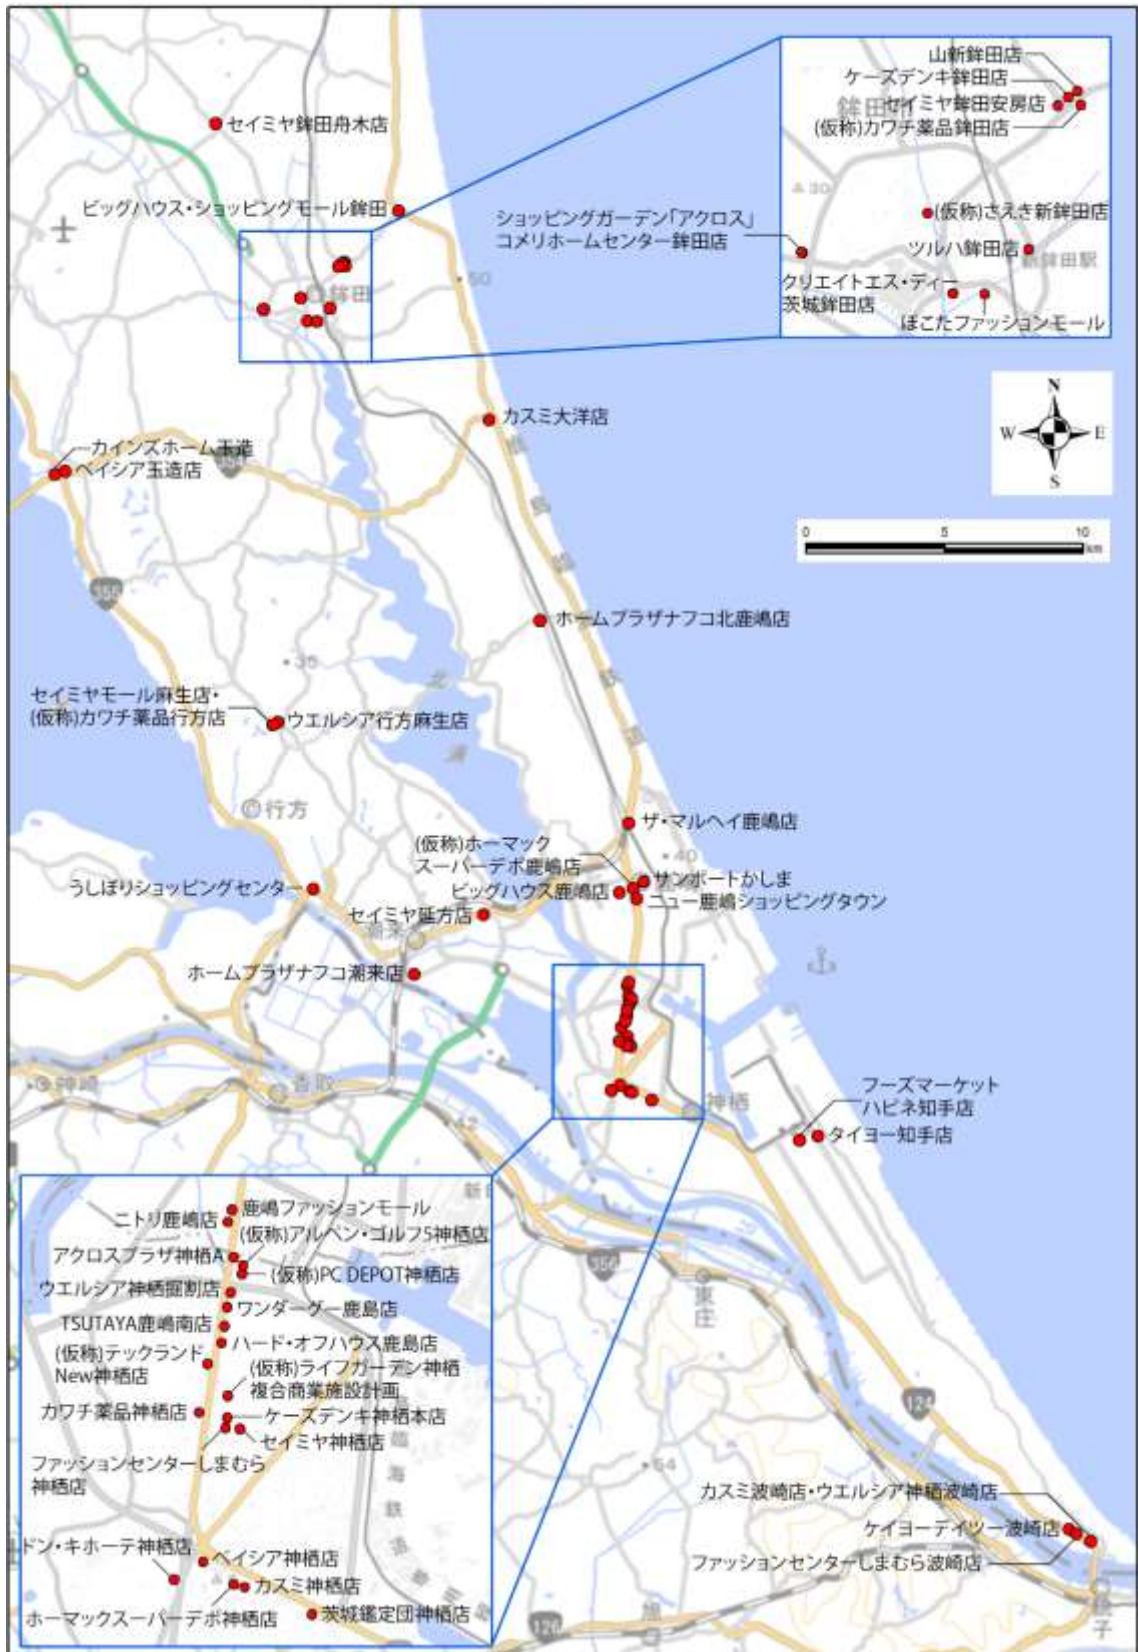 山新鉾田店
ケーズデンキ鉾田店
セイミヤ鉾田安房店
(仮称)カワチ薬品鉾田店
30
(仮称)さえき新鉾田店
ツルハ鉾田店
新鉾田駅
クリエイトエス・ディー
茨城鉾田店
ほこたファッションモール
ショッピングガーデン「アクロス」
コメリホームセンター鉾田店
セイミヤ鉾田舟木店
ビッグハウス・ショッピングモール鉾田
鉾田
50
N
W
E
S
0
5
10
km
カスミ大洋店
カインズホーム玉造
ベイシア玉造店
354
355
ホームプラザナフコ北鹿嶋店
35
北
浦
セイミヤモール麻生店・
(仮称)カワチ薬品行方店
ウエルシア行方麻生店
行方
ザ・マルヘイ鹿嶋店
(仮称)ホーマック
スーパーデポ鹿嶋店
40
サンポートかしま
ビッグハウス鹿嶋店
ニュー鹿嶋ショッピングタウン
うしぼりショッピングセンター
セイミヤ延方店
潮来
ホームプラザナフコ潮来店
神崎
香取
42
神栖
フーズマーケット
ハピネ知手店
タイヨー知手店
鹿嶋ファッションモール
ニトリ鹿嶋店
(仮称)アルペン・ゴルフ5神栖店
アクロスプラザ神栖A
(仮称)PC DEPOT神栖店
ウエルシア神栖掘割店
ワンダーグー鹿島店
TSUTAYA鹿嶋南店
ハード・オフハウス鹿島店
(仮称)テックランド
New神栖店
(仮称)ライフガーデン神栖
複合商業施設計画
カワチ薬品神栖店
ケーズデンキ神栖本店
セイミヤ神栖店
ファッションセンターしまむら
神栖店
ドン・キホーテ神栖店
ベイシア神栖店
カスミ神栖店
ホーマックスーパーデポ神栖店
茨城鑑定団神栖店
356
東庄
124
54
126
カスミ波崎店・ウエルシア神栖波崎店
ケイヨーデイツー波崎店
ファッションセンターしまむら波崎店